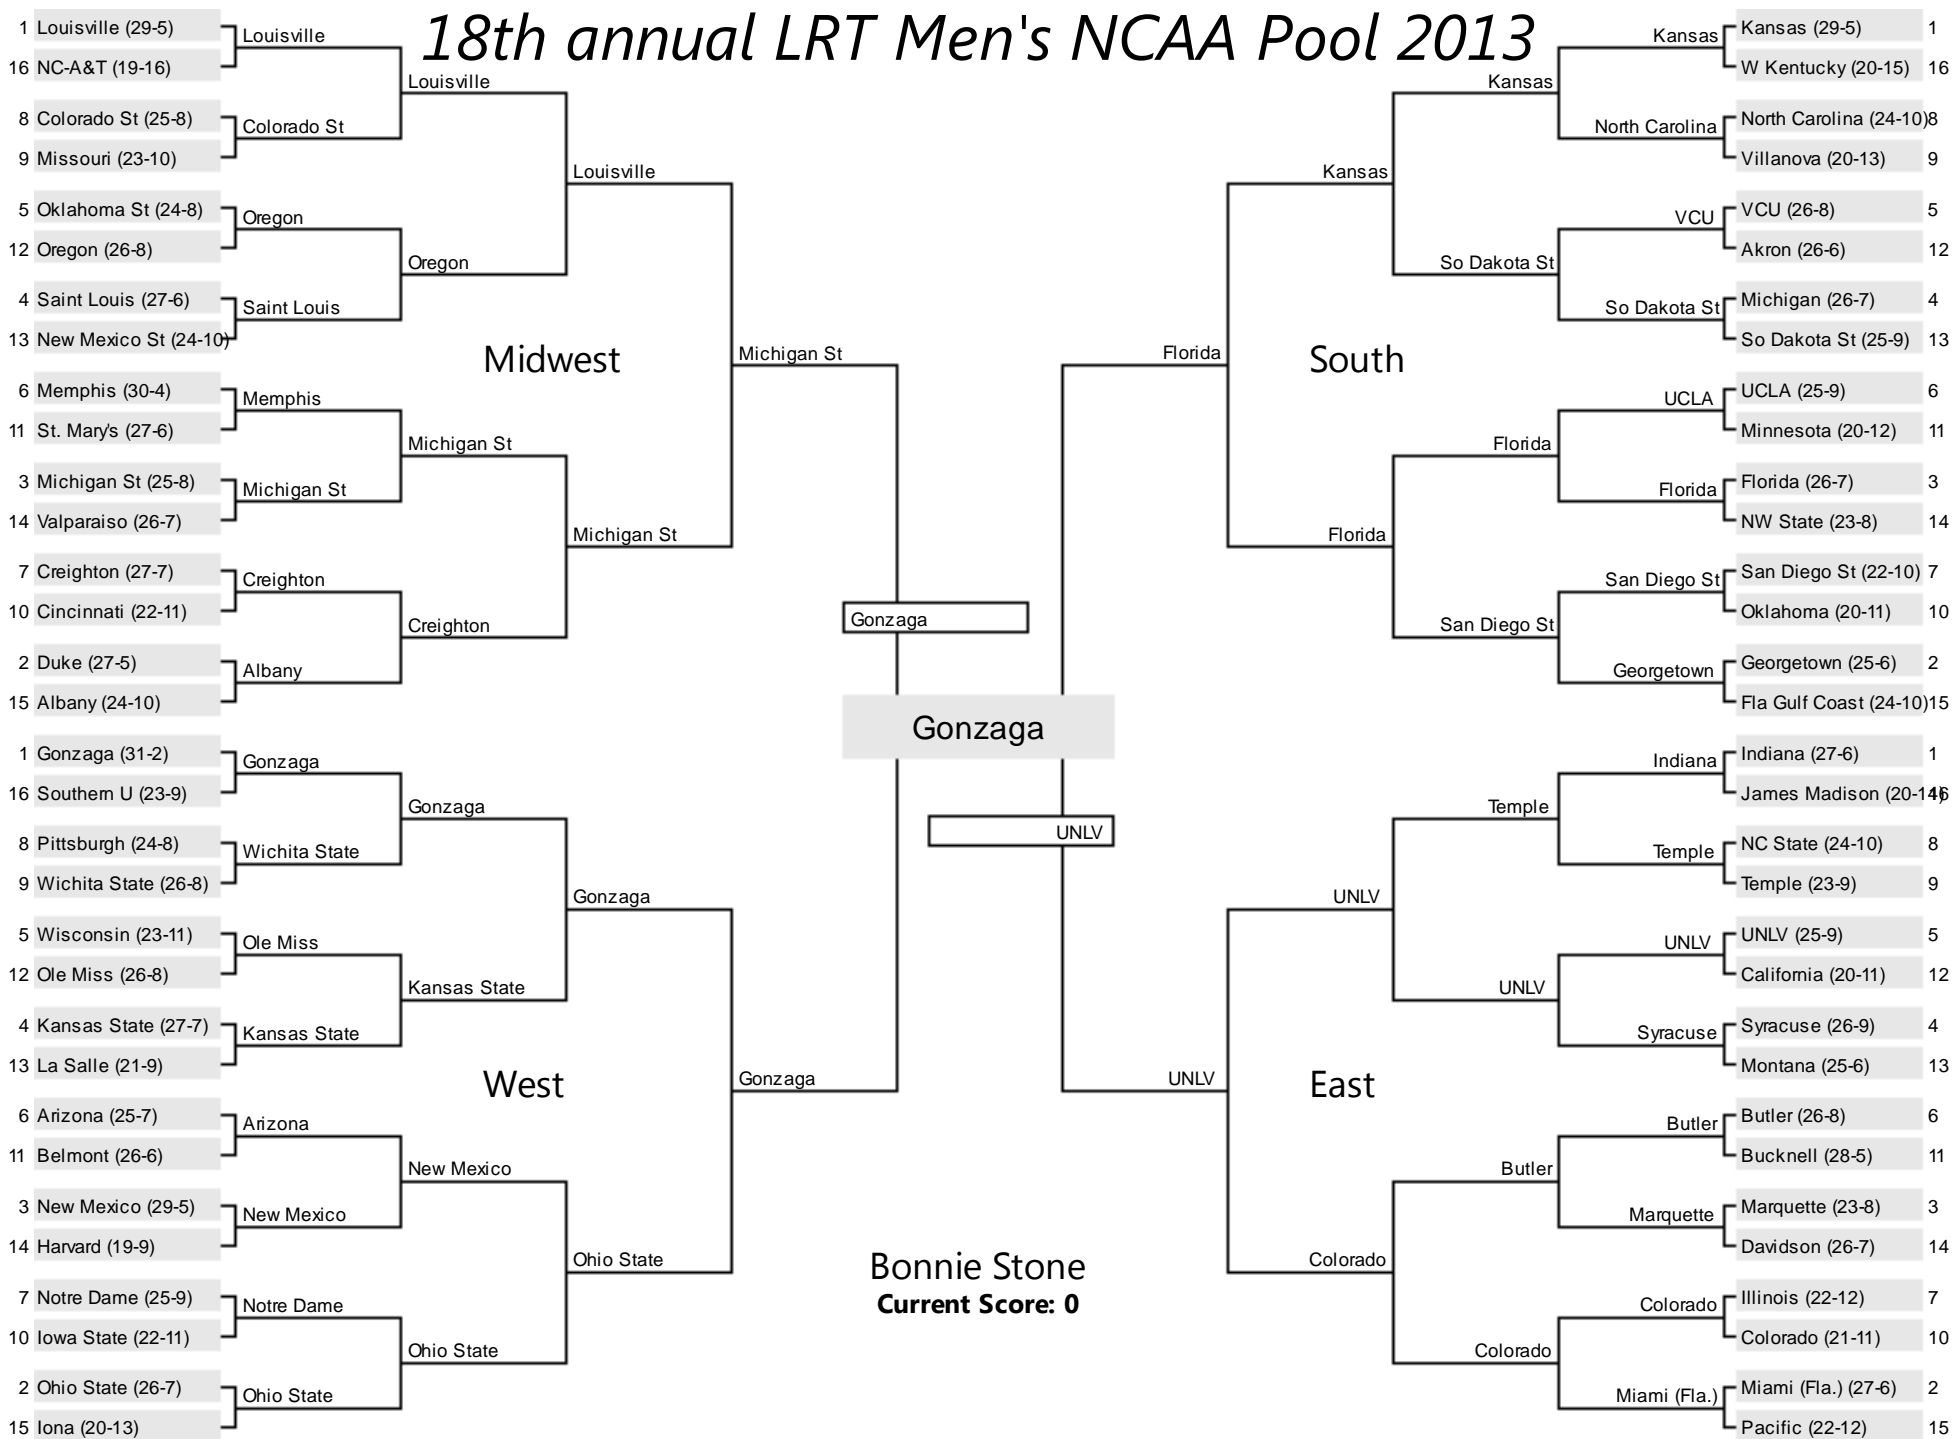 18th annual LRT Men's NCAA Pool 2013
1 Louisville (29-5)
16 NC-A&T (19-16)
8 Colorado St (25-8)
9 Missouri (23-10)
5 Oklahoma St (24-8)
12 Oregon (26-8)
4 Saint Louis (27-6)
13 New Mexico St (24-10)
6 Memphis (30-4)
11 St. Mary's (27-6)
3 Michigan St (25-8)
14 Valparaiso (26-7)
7 Creighton (27-7)
10 Cincinnati (22-11)
2 Duke (27-5)
15 Albany (24-10)
Louisville
Colorado St
Oregon
Saint Louis
Memphis
Michigan St
Creighton
Albany
Louisville
Oregon
Michigan St
Creighton
Louisville
Michigan St
Midwest
Michigan St
1 Gonzaga (31-2)
16 Southern U (23-9)
8 Pittsburgh (24-8)
9 Wichita State (26-8)
5 Wisconsin (23-11)
12 Ole Miss (26-8)
4 Kansas State (27-7)
13 La Salle (21-9)
6 Arizona (25-7)
11 Belmont (26-6)
3 New Mexico (29-5)
14 Harvard (19-9)
7 Notre Dame (25-9)
10 Iowa State (22-11)
2 Ohio State (26-7)
15 Iona (20-13)
Gonzaga
Wichita State
Ole Miss
Kansas State
Arizona
New Mexico
Notre Dame
Ohio State
Gonzaga
Kansas State
New Mexico
Ohio State
Gonzaga
Ohio State
West
Gonzaga
Gonzaga
Gonzaga
UNLV
Bonnie Stone
Current Score: 0
Florida
South
Kansas
Florida
Kansas
So Dakota St
Florida
San Diego St
Kansas
North Carolina
VCU
So Dakota St
UCLA
Florida
San Diego St
Georgetown
Kansas (29-5) 1
W Kentucky (20-15) 16
North Carolina (24-10) 8
Villanova (20-13) 9
VCU (26-8) 5
Akron (26-6) 12
Michigan (26-7) 4
So Dakota St (25-9) 13
UCLA (25-9) 6
Minnesota (20-12) 11
Florida (26-7) 3
NW State (23-8) 14
San Diego St (22-10) 7
Oklahoma (20-11) 10
Georgetown (25-6) 2
Fla Gulf Coast (24-10) 15
UNLV
East
UNLV
Colorado
Temple
UNLV
Butler
Colorado
Indiana
Temple
UNLV
Syracuse
Butler
Marquette
Colorado
Miami (Fla.)
Indiana (27-6) 1
James Madison (20-14) 16
NC State (24-10) 8
Temple (23-9) 9
UNLV (25-9) 5
California (20-11) 12
Syracuse (26-9) 4
Montana (25-6) 13
Butler (26-8) 6
Bucknell (28-5) 11
Marquette (23-8) 3
Davidson (26-7) 14
Illinois (22-12) 7
Colorado (21-11) 10
Miami (Fla.) (27-6) 2
Pacific (22-12) 15